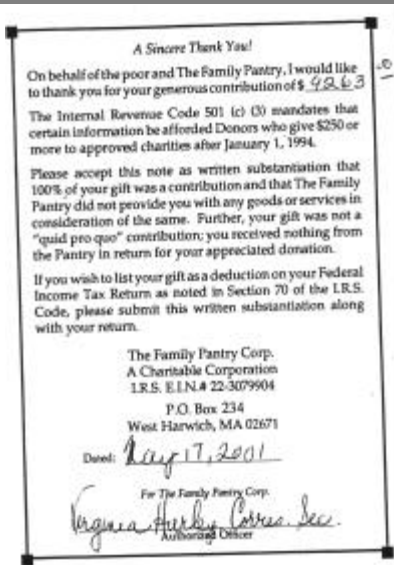 A Sincere Thank You!
On behalf of the poor and The Family Pantry, I would like
to thank you for your generous contribution of $ 4263
The Internal Revenue Code 501 (c) (3) mandates that
certain information be afforded Donors who give $250 or
more to approved charities after January 1, 1994.
Please accept this note as written substantiation that
100% of your gift was a contribution and that The Family
Pantry did not provide you with any goods or services in
consideration of the same. Further, your gift was not a
"quid pro quo" contribution; you received nothing from
the Pantry in return for your appreciated donation.
If you wish to list your gift as a deduction on your Federal
Income Tax Return as noted in Section 70 of the I.R.S.
Code, please submit this written substantiation along
with your return.
The Family Pantry Corp.
A Charitable Corporation
I.R.S. E.I.N.# 22-3079904
P.O. Box 234
West Harwich, MA 02671
Dated: May 17, 2001
For The Family Pantry Corp.
Virginia Hurley Corres. Sec.
Authorized Officer